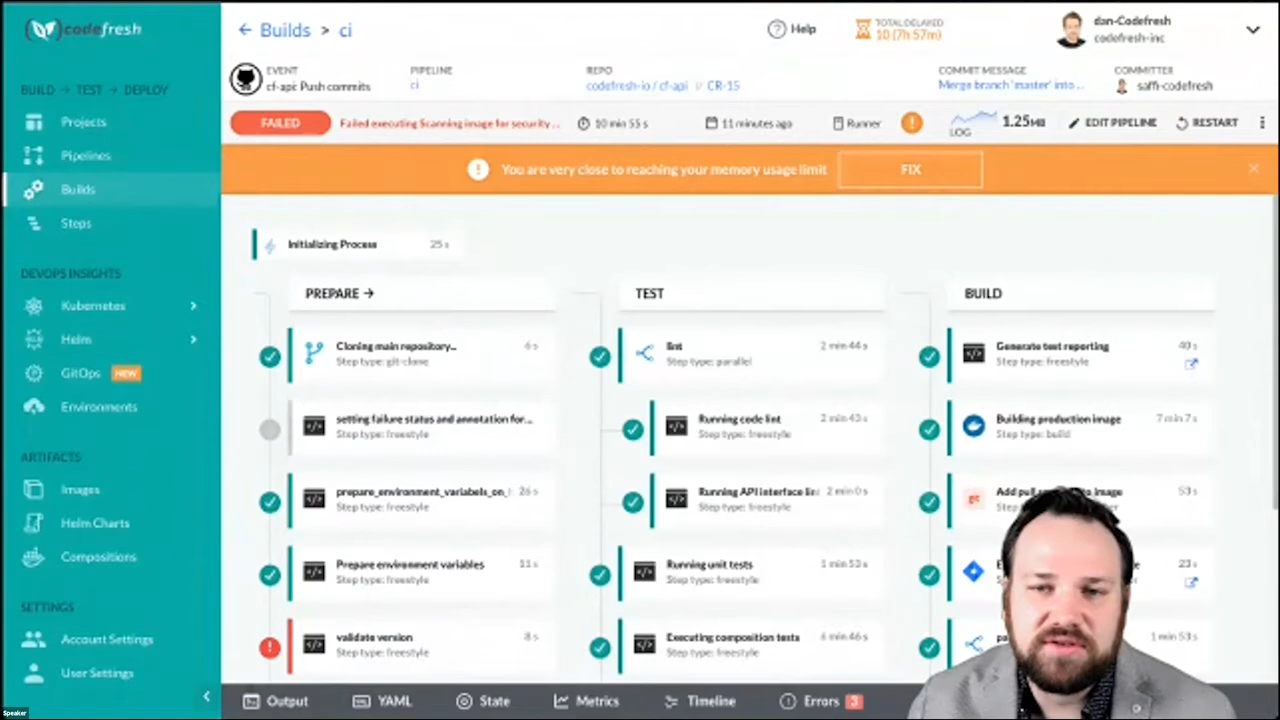 codefresh
BUILD → TEST → DEPLOY
Projects
Pipelines
Builds
Steps
DEVOPS INSIGHTS
Kubernetes
Helm
GitOps NEW
Environments
ARTIFACTS
Images
Helm Charts
Compositions
SETTINGS
Account Settings
User Settings
Speaker
← Builds > ci
Help
TOTAL DELAYED
10 (7h 57m)
dan-Codefresh
codefresh-inc
EVENT
cf-api: Push commits
PIPELINE
ci
REPO
codefresh-io / cf-api CR-15
COMMIT MESSAGE
Merge branch 'master' into ...
COMMITTER
saffi-codefresh
FAILED
Failed executing Scanning image for security ...
10 min 55 s
11 minutes ago
Runner
LOG
1.25MB
EDIT PIPELINE
RESTART
You are very close to reaching your memory usage limit
FIX
Initializing Process 25 s
PREPARE →
Cloning main repository... 6 s
Step type: git-clone
setting failure status and annotation for...
Step type: freestyle
prepare_environment_variabels_on_ 26 s
Step type: freestyle
Prepare environment variables 11 s
Step type: freestyle
validate version 8 s
Step type: freestyle
TEST
lint 2 min 44 s
Step type: parallel
Running code lint 2 min 43 s
Step type: freestyle
Running API interface lin 2 min 0 s
Step type: freestyle
Running unit tests 1 min 53 s
Step type: freestyle
Executing composition tests 6 min 46 s
Step type: freestyle
BUILD
Generate test reporting 40 s
Step type: freestyle
Building production image 7 min 7 s
Step type: build
Add pull image 53 s
23 s
1 min 53 s
Output
YAML
State
Metrics
Timeline
Errors 3